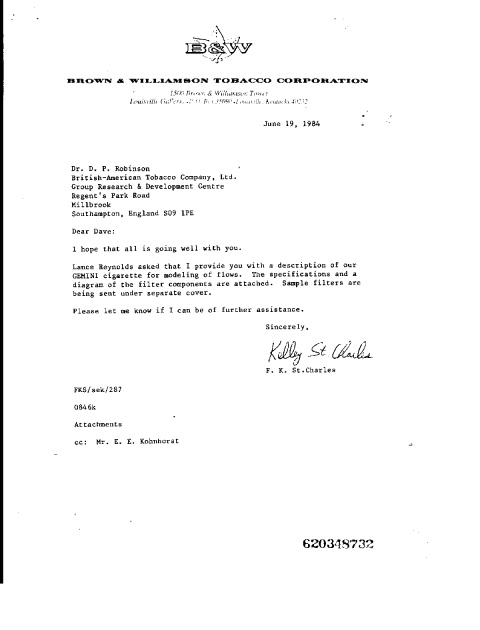 B&W
BROWN & WILLIAMSON TOBACCO CORPORATION
1500 Brown & Williamson Tower
Louisville Galleria - P.O. Box 35090 - Louisville, Kentucky 40232
June 19, 1984
Dr. D. P. Robinson
British-American Tobacco Company, Ltd.
Group Research & Development Centre
Regent's Park Road
Millbrook
Southampton, England SO9 1PE
Dear Dave:
I hope that all is going well with you.
Lance Reynolds asked that I provide you with a description of our
GEMINI cigarette for modeling of flows. The specifications and a
diagram of the filter components are attached. Sample filters are
being sent under separate cover.
Please let me know if I can be of further assistance.
Sincerely,
Kelley St Charles
F. K. St.Charles
FKS/sek/287
0846k
Attachments
cc: Mr. E. E. Kohnhorst
620348732